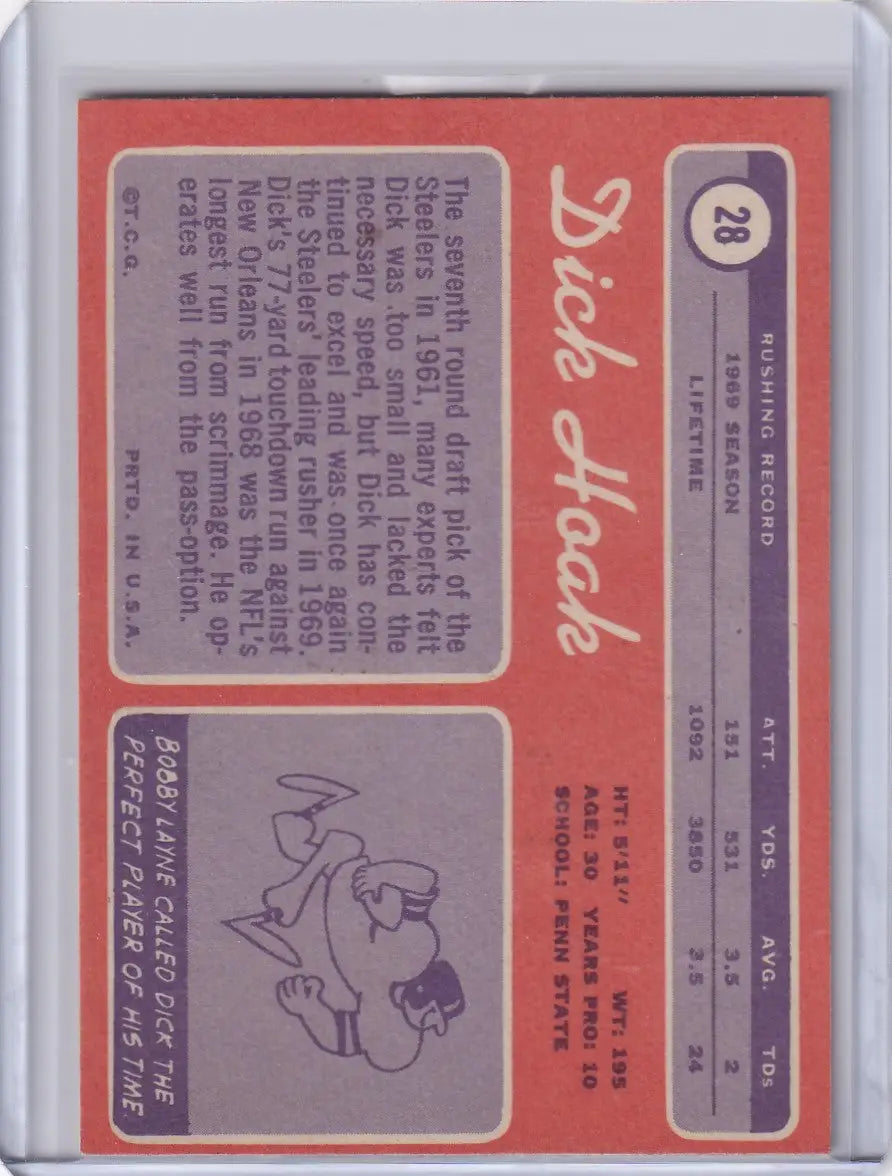 28
RUSHING RECORD ATT. YDS. AVG. TDs
1969 SEASON 151 531 3.5 2
LIFETIME 1092 3850 3.5 24
Dick Hoak
HT: 5'11" WT: 195
AGE: 30 YEARS PRO: 10
SCHOOL: PENN STATE
The seventh round draft pick of the
Steelers in 1961, many experts felt
Dick was too small and lacked the
necessary speed, but Dick has con-
tinued to excel and was once again
the Steelers' leading rusher in 1969.
Dick's 77-yard touchdown run against
New Orleans in 1968 was the NFL's
longest run from scrimmage. He op-
erates well from the pass-option.
©T.C.G. PRTD. IN U.S.A.
BOBBY LAYNE CALLED DICK THE
PERFECT PLAYER OF HIS TIME